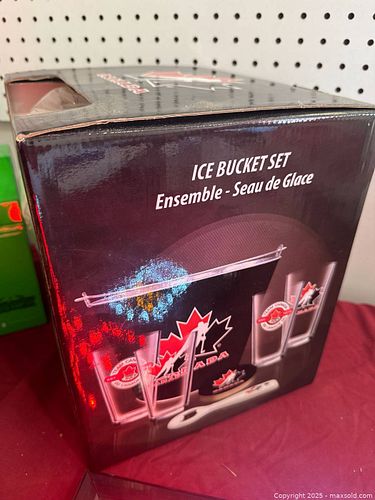 ICE BUCKET SET
Ensemble - Seau de Glace
CANADA
Copyright 2025 - maxsold.com